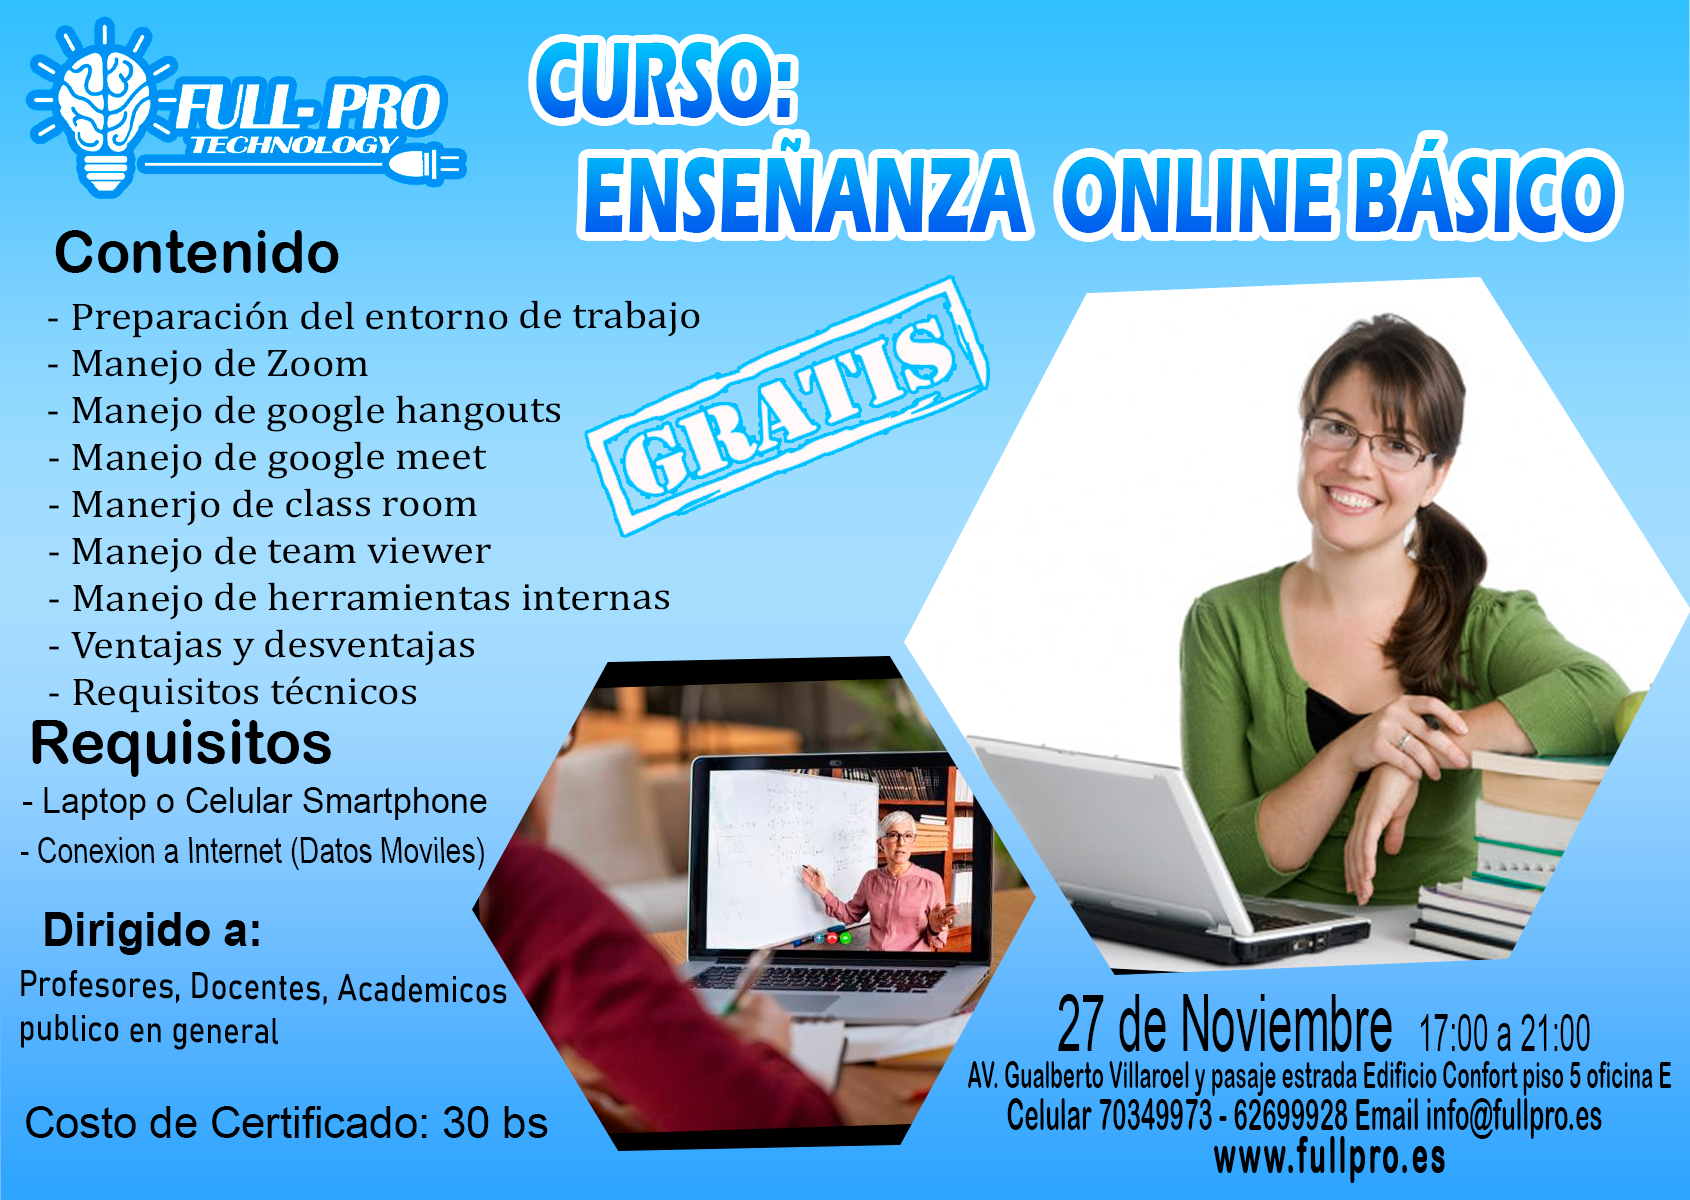 FULL- PRO
TECHNOLOGY
CURSO:
ENSEÑANZA ONLINE BÁSICO
Contenido
- Preparación del entorno de trabajo
- Manejo de Zoom
- Manejo de google hangouts
- Manejo de google meet
- Manerjo de class room
- Manejo de team viewer
- Manejo de herramientas internas
- Ventajas y desventajas
- Requisitos técnicos
GRATIS
Requisitos
- Laptop o Celular Smartphone
- Conexion a Internet (Datos Moviles)
Dirigido a:
Profesores, Docentes, Academicos
publico en general
Costo de Certificado: 30 bs
27 de Noviembre 17:00 a 21:00
AV. Gualberto Villaroel y pasaje estrada Edificio Confort piso 5 oficina E
Celular 70349973 - 62699928 Email info@fullpro.es
www.fullpro.es